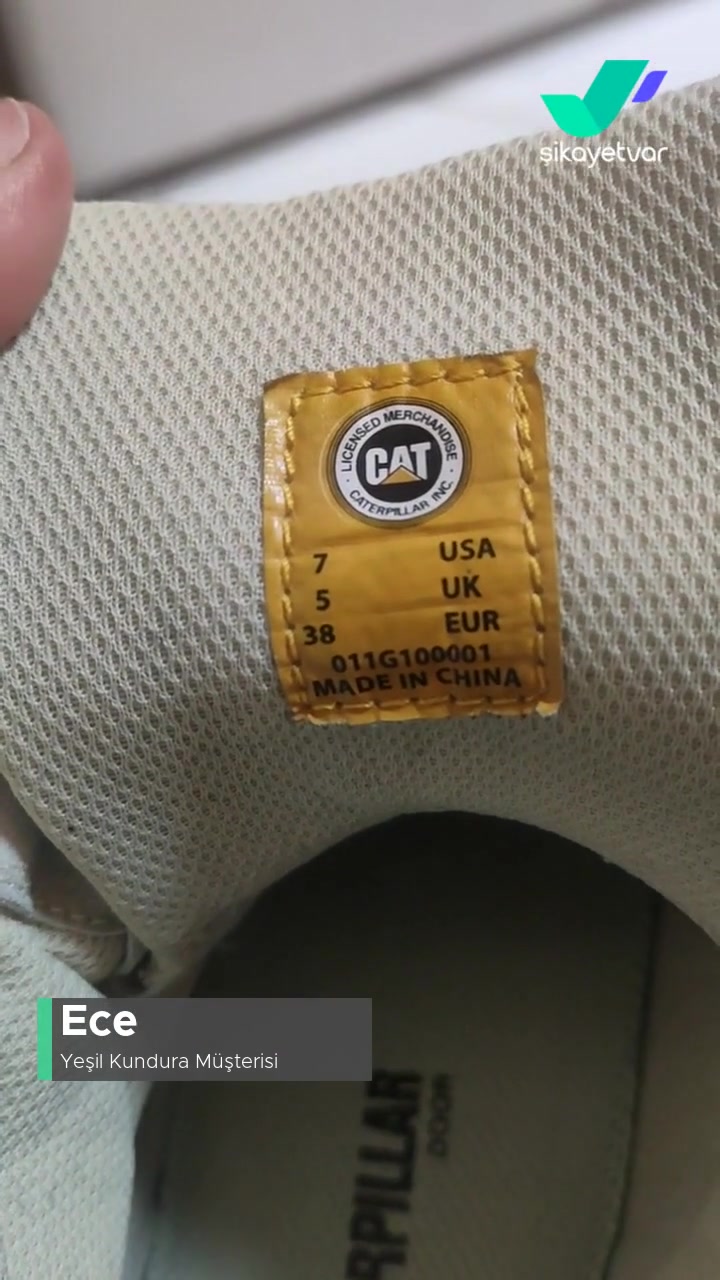 şikayetvar
LICENSED MERCHANDISE
CAT
CATERPILLAR INC.
7 USA
5 UK
38 EUR
011G100001
MADE IN CHINA
Ece
Yeşil Kundura Müşterisi
RPILLAR